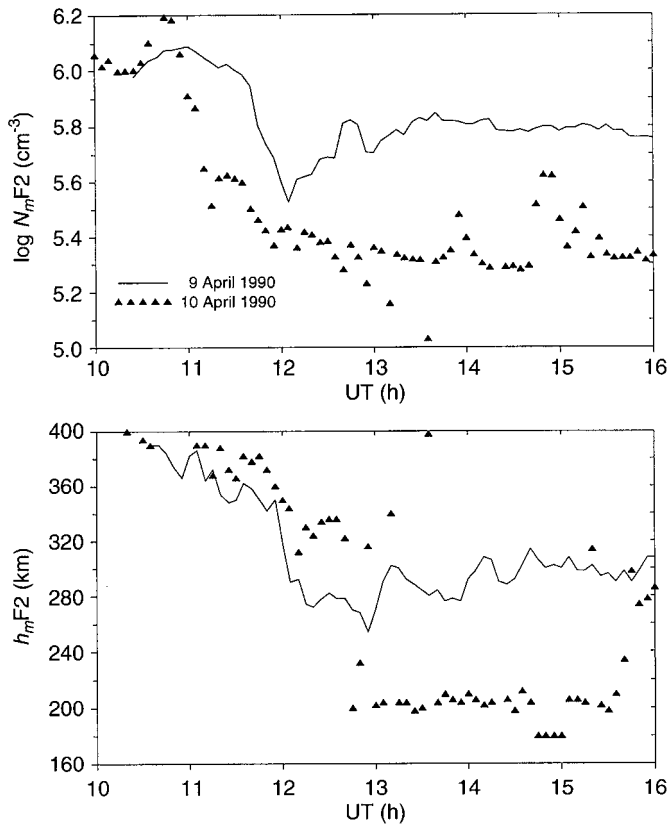 6.2
6.0
5.8
5.6
5.4
5.2
5.0
log NmF2 (cm-3)
9 April 1990
10 April 1990
10 11 12 13 14 15 16
UT (h)
400
360
320
280
240
200
160
hmF2 (km)
10 11 12 13 14 15 16
UT (h)